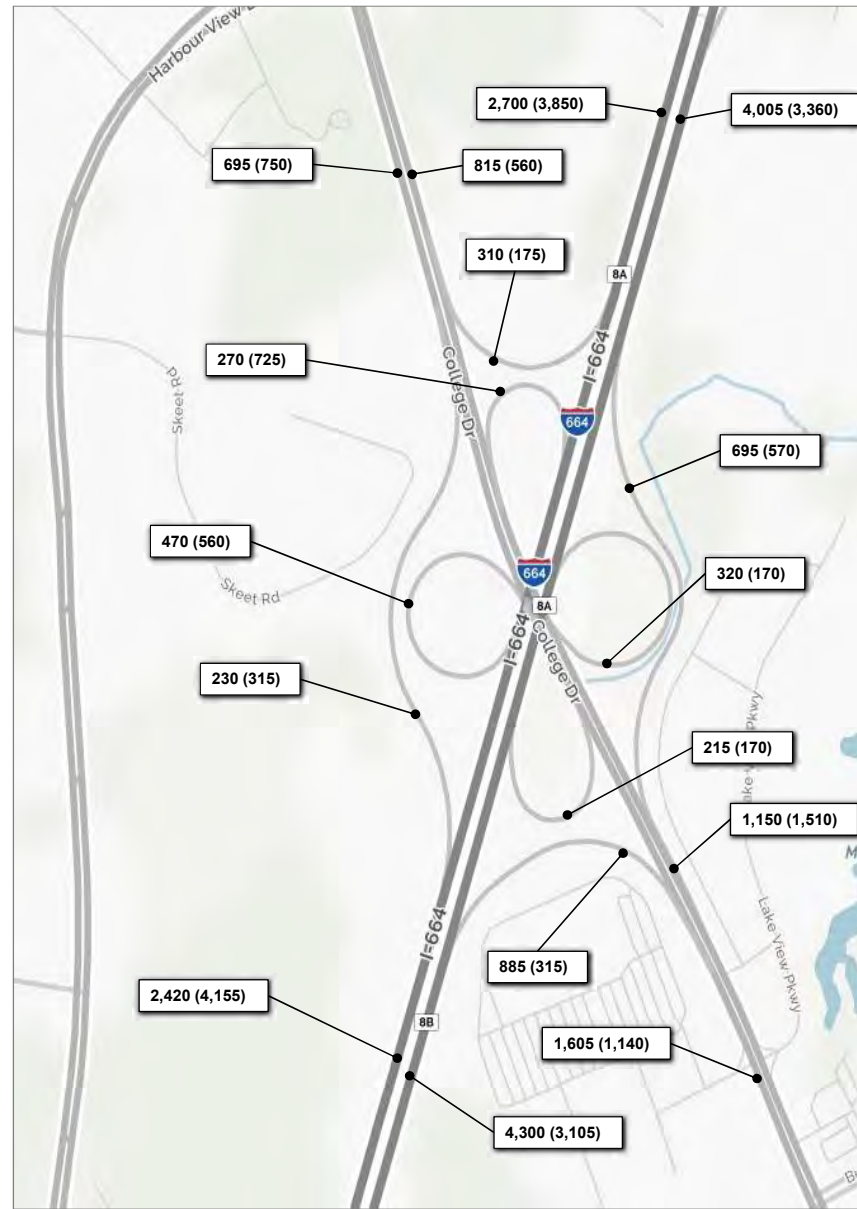 Harbour View
2,700 (3,850)
4,005 (3,360)
695 (750)
815 (560)
310 (175)
8A
I-664
270 (725)
College Dr
Skeet Rd
664
695 (570)
470 (560)
664
320 (170)
Skeet Rd
8A
I-664
College Dr
230 (315)
215 (170)
Lake View Pkwy
1,150 (1,510)
M
Lake View Pkwy
I-664
885 (315)
2,420 (4,155)
8B
1,605 (1,140)
4,300 (3,105)